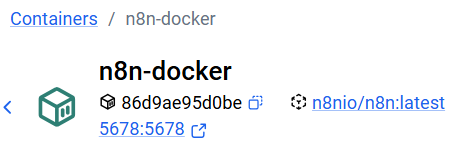 Containers / n8n-docker
n8n-docker
86d9ae95d0be n8nio/n8n:latest
5678:5678